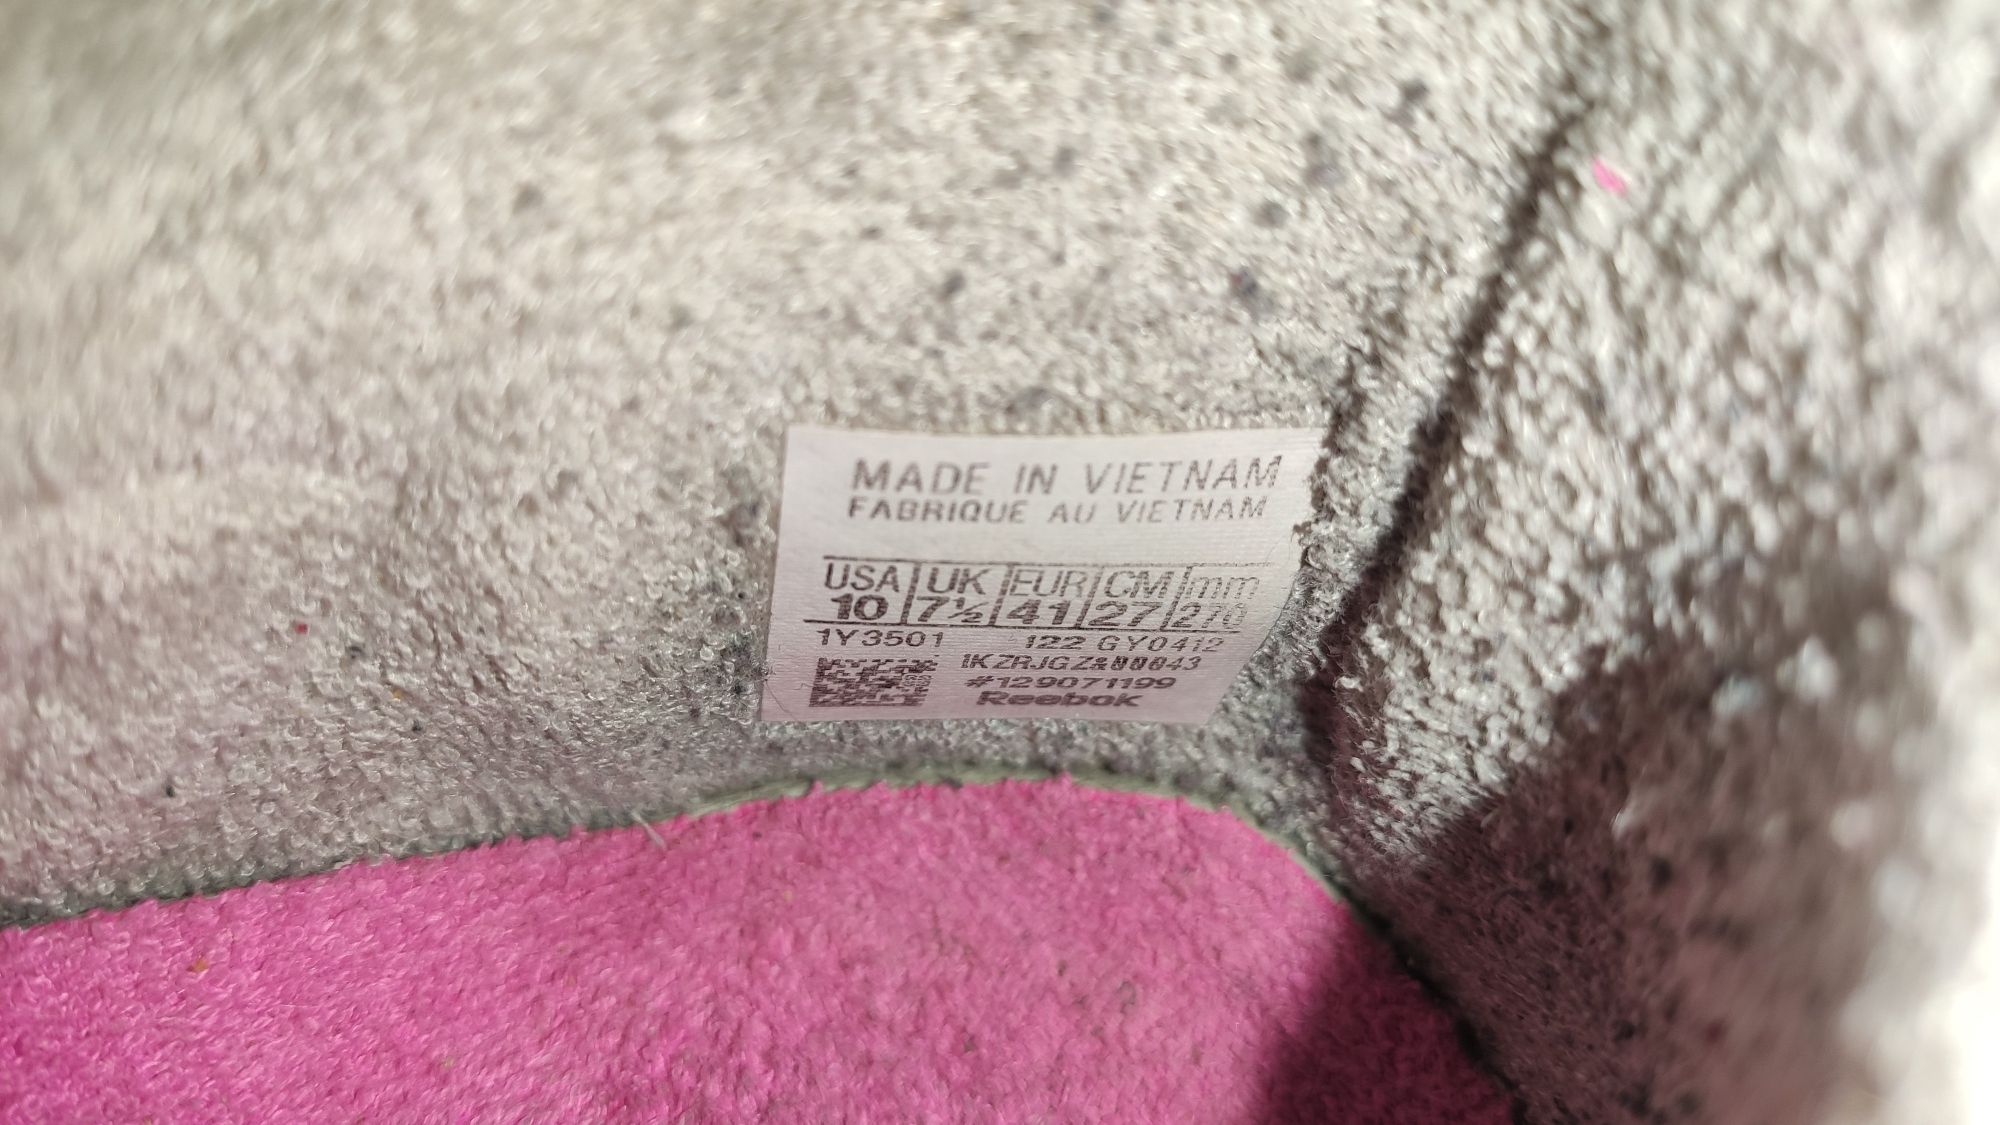 MADE IN VIETNAM
FABRIQUE AU VIETNAM
USA UK EUR CM mm
10 7½ 41 27 270
1Y3501 122 GY0412
#129071199
Reebok